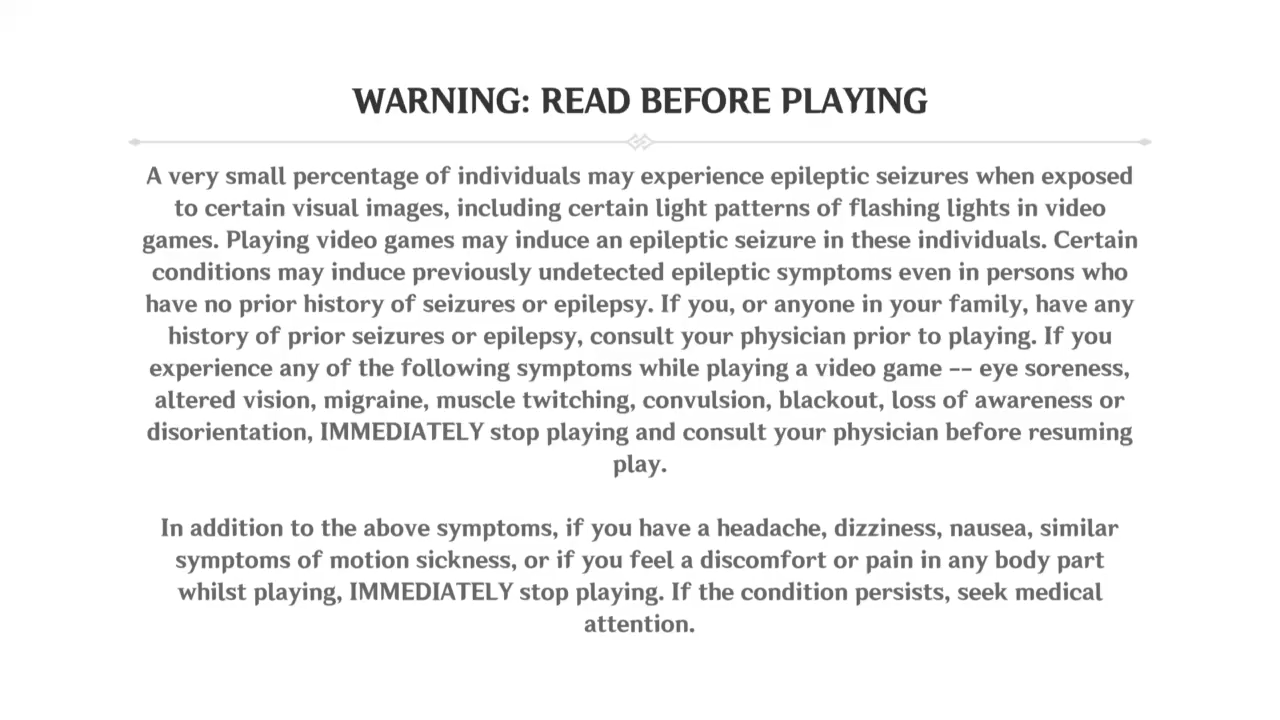 WARNING: READ BEFORE PLAYING
A very small percentage of individuals may experience epileptic seizures when exposed
to certain visual images, including certain light patterns of flashing lights in video
games. Playing video games may induce an epileptic seizure in these individuals. Certain
conditions may induce previously undetected epileptic symptoms even in persons who
have no prior history of seizures or epilepsy. If you, or anyone in your family, have any
history of prior seizures or epilepsy, consult your physician prior to playing. If you
experience any of the following symptoms while playing a video game -- eye soreness,
altered vision, migraine, muscle twitching, convulsion, blackout, loss of awareness or
disorientation, IMMEDIATELY stop playing and consult your physician before resuming
play.
In addition to the above symptoms, if you have a headache, dizziness, nausea, similar
symptoms of motion sickness, or if you feel a discomfort or pain in any body part
whilst playing, IMMEDIATELY stop playing. If the condition persists, seek medical
attention.